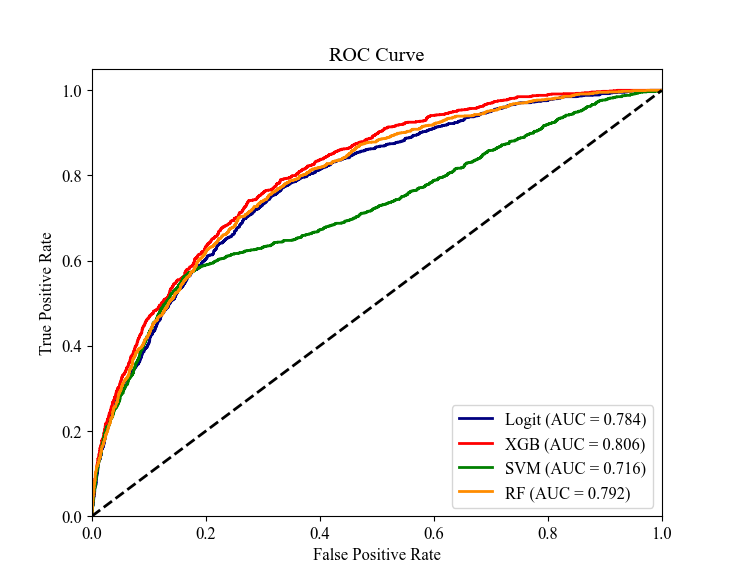 ROC Curve
1.0
0.8
0.6
0.4
0.2
0.0
True Positive Rate
Logit (AUC = 0.784)
XGB (AUC = 0.806)
SVM (AUC = 0.716)
RF (AUC = 0.792)
0.0 0.2 0.4 0.6 0.8 1.0
False Positive Rate